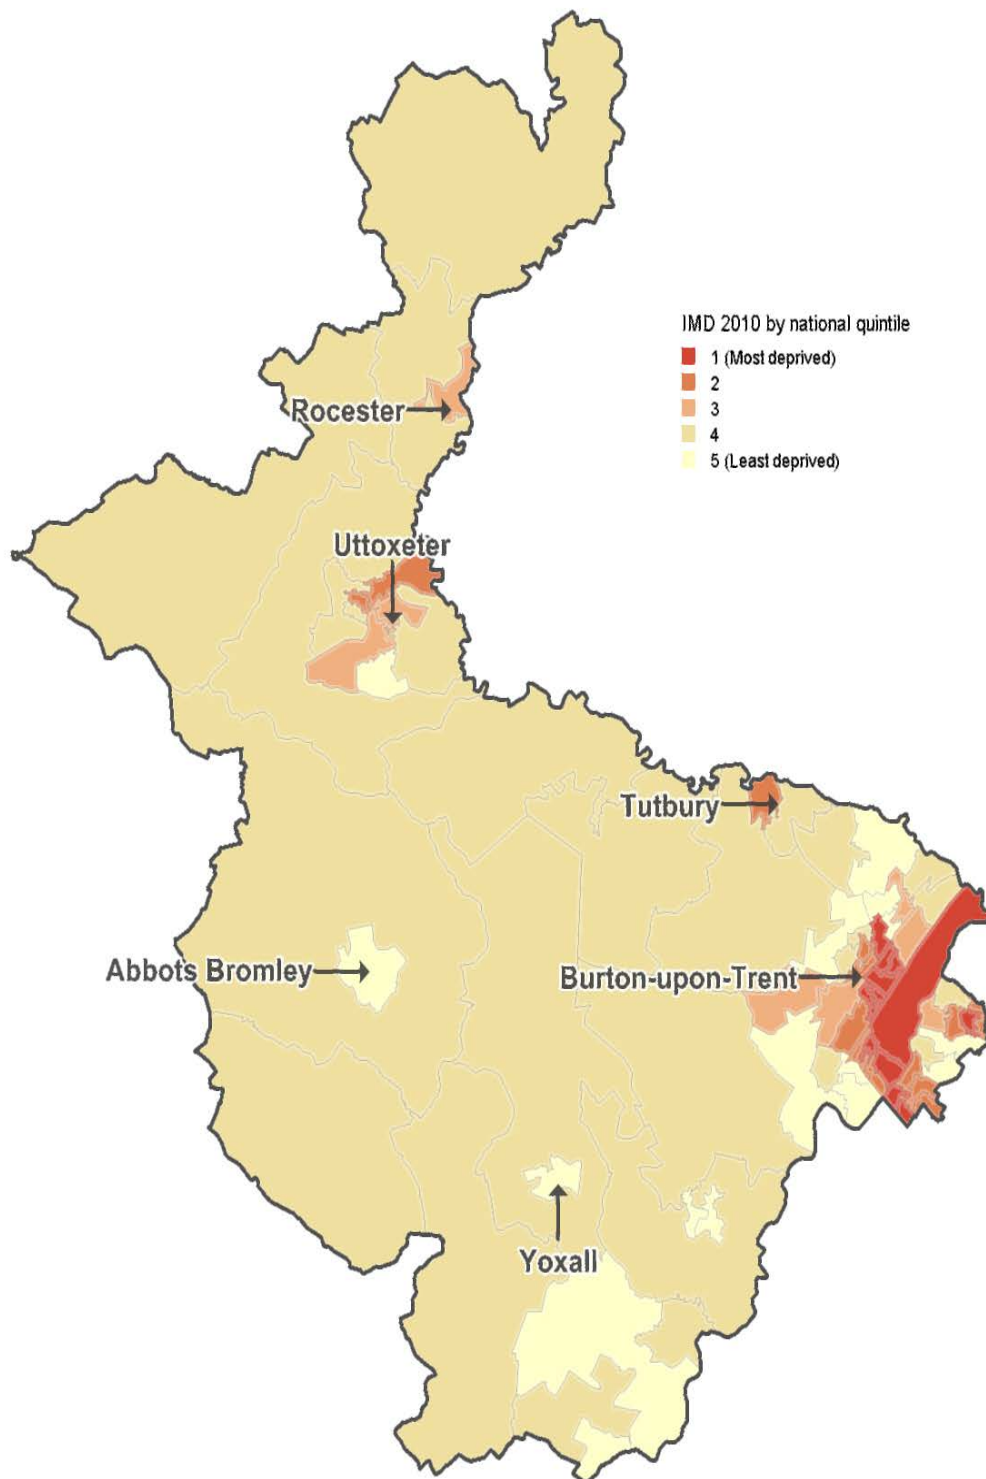 IMD 2010 by national quintile
1 (Most deprived)
2
3
4
5 (Least deprived)
Rocester
Uttoxeter
Tutbury
Abbots Bromley
Burton-upon-Trent
Yoxall